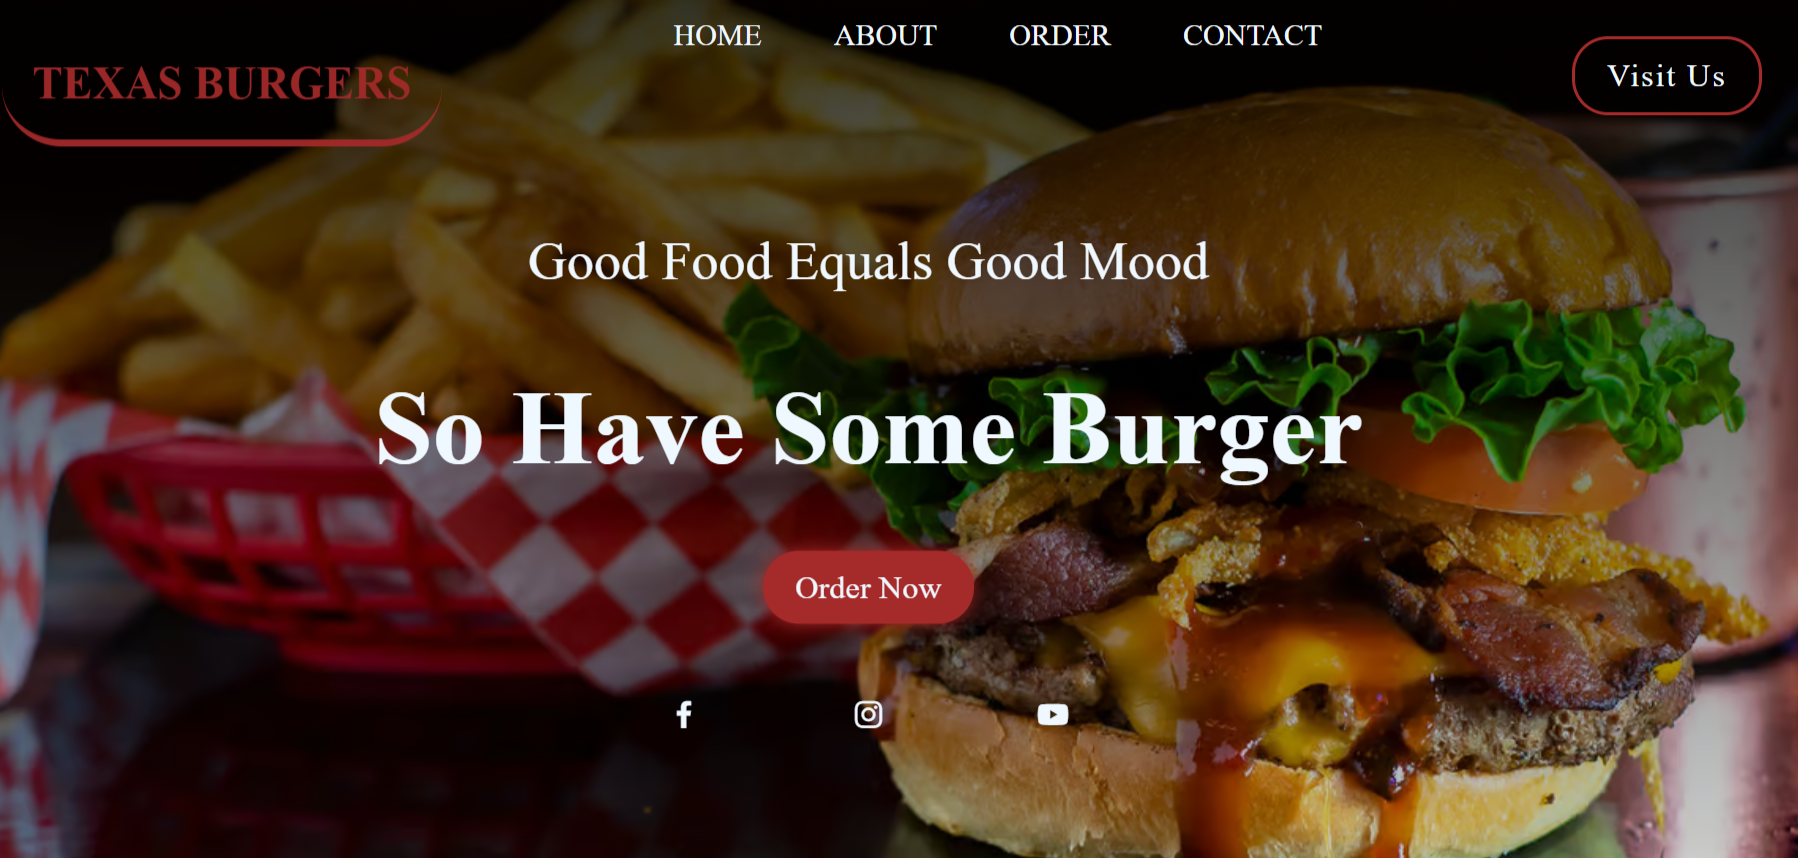 HOME ABOUT ORDER CONTACT
TEXAS BURGERS
Visit Us
Good Food Equals Good Mood
So Have Some Burger
Order Now